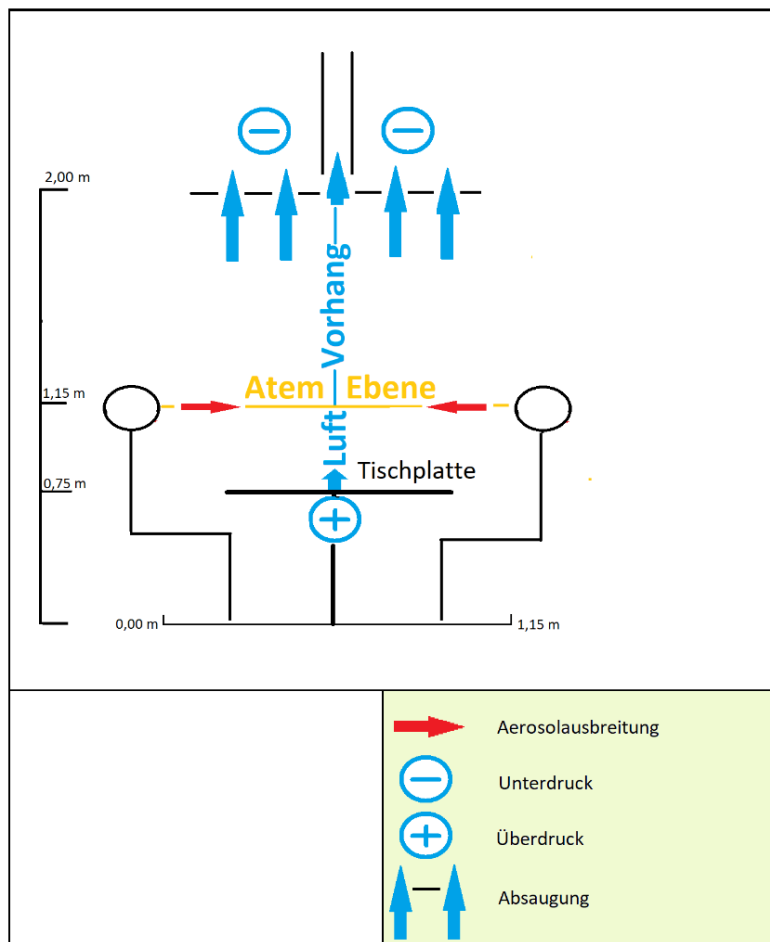 2,00 m
Luft Vorhang
1,15 m
Atem Ebene
Tischplatte
0,75 m
0,00 m
1,15 m
Aerosolausbreitung
Unterdruck
Überdruck
Absaugung